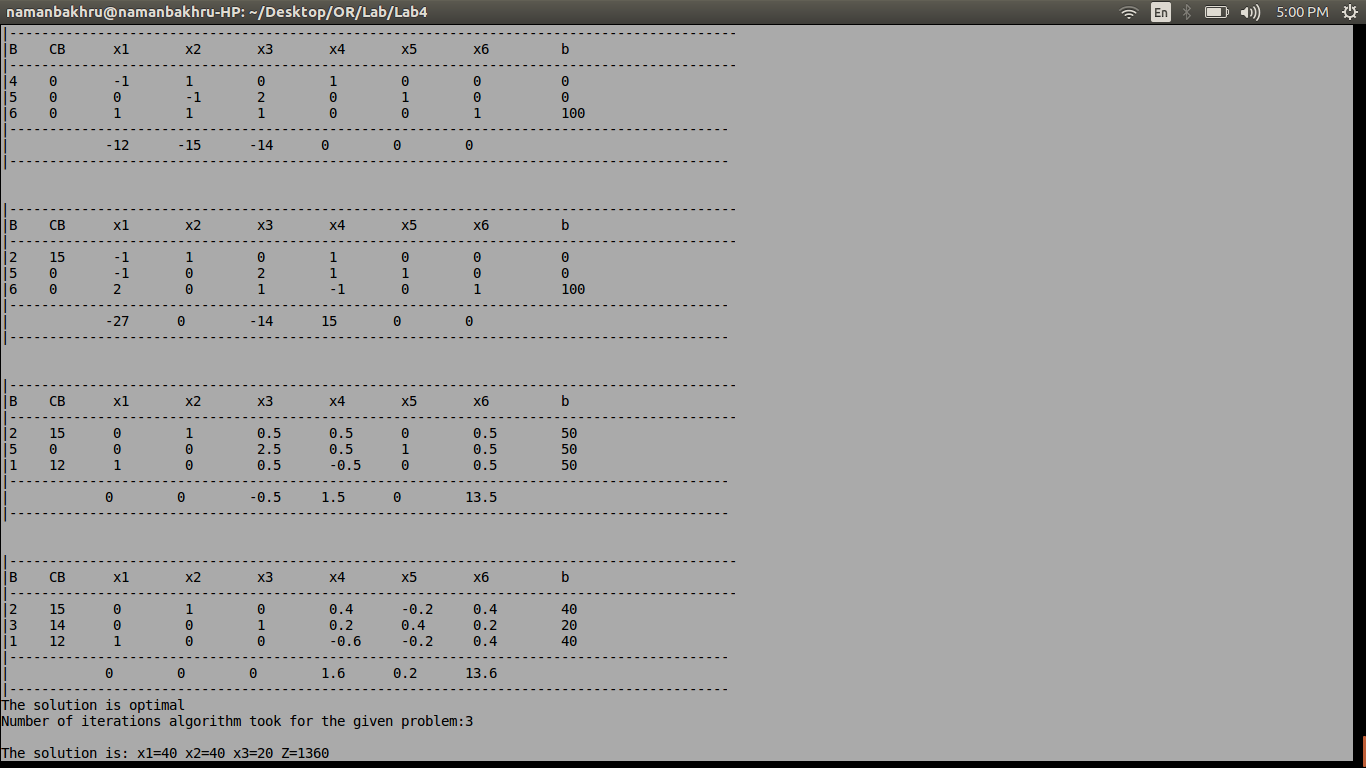 namanbakhru@namanbakhru-HP: ~/Desktop/OR/Lab/Lab4 En 5:00 PM
|-------------------------------------------------------------------------------------------
|B    CB      x1       x2       x3       x4       x5       x6         b
|-------------------------------------------------------------------------------------------
|4    0       -1       1        0        1        0        0          0
|5    0       0        -1       2        0        1        0          0
|6    0       1        1        1        0        0        1          100
|------------------------------------------------------------------------------------------
|            -12      -15      -14      0        0        0
|------------------------------------------------------------------------------------------
|-------------------------------------------------------------------------------------------
|B    CB      x1       x2       x3       x4       x5       x6         b
|-------------------------------------------------------------------------------------------
|2    15      -1       1        0        1        0        0          0
|5    0       -1       0        2        1        1        0          0
|6    0       2        0        1        -1       0        1          100
|------------------------------------------------------------------------------------------
|            -27      0        -14      15       0        0
|------------------------------------------------------------------------------------------
|-------------------------------------------------------------------------------------------
|B    CB      x1       x2       x3       x4       x5       x6         b
|-------------------------------------------------------------------------------------------
|2    15      0        1        0.5      0.5      0        0.5        50
|5    0       0        0        2.5      0.5      1        0.5        50
|1    12      1        0        0.5      -0.5     0        0.5        50
|------------------------------------------------------------------------------------------
|            0        0        -0.5     1.5      0        13.5
|------------------------------------------------------------------------------------------
|-------------------------------------------------------------------------------------------
|B    CB      x1       x2       x3       x4       x5       x6         b
|-------------------------------------------------------------------------------------------
|2    15      0        1        0        0.4      -0.2     0.4        40
|3    14      0        0        1        0.2      0.4      0.2        20
|1    12      1        0        0        -0.6     -0.2     0.4        40
|------------------------------------------------------------------------------------------
|            0        0        0        1.6      0.2      13.6
|------------------------------------------------------------------------------------------
The solution is optimal
Number of iterations algorithm took for the given problem:3
The solution is: x1=40 x2=40 x3=20 Z=1360